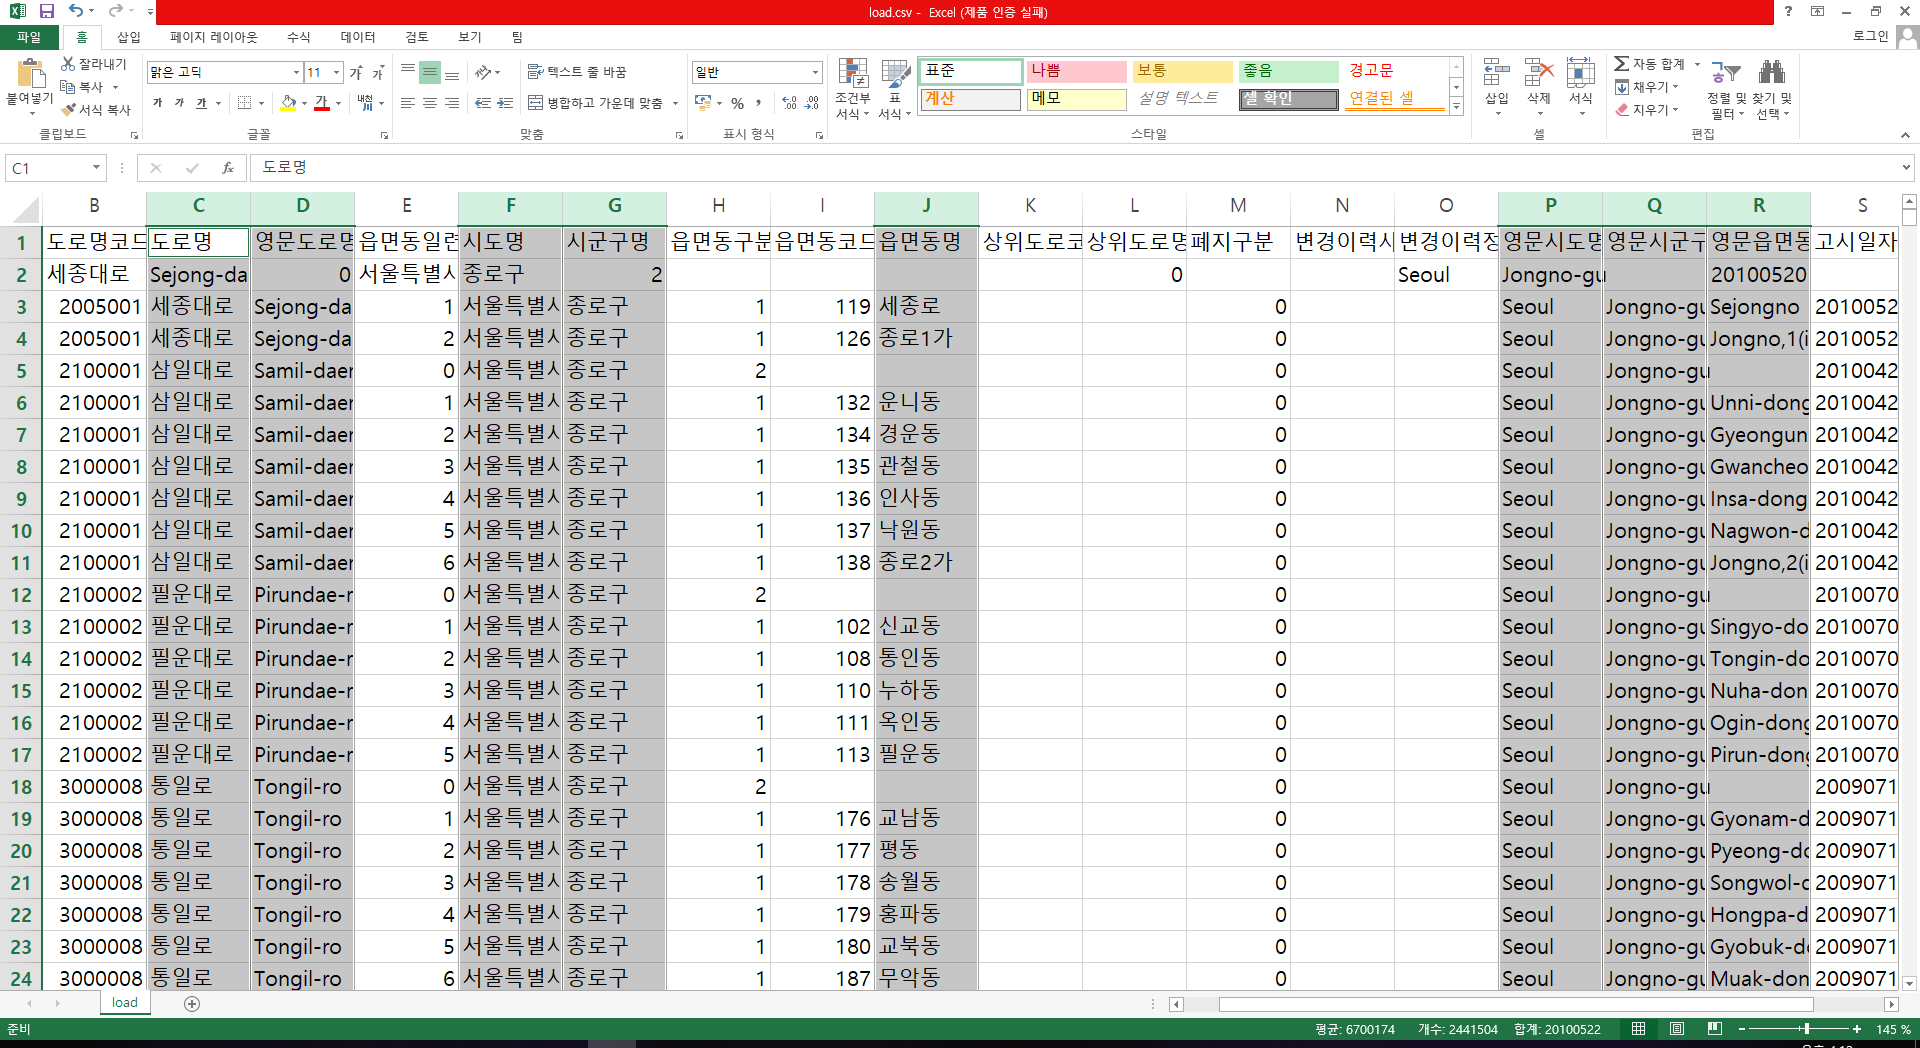 load.csv - Excel (제품 인증 실패)
파일 홈 삽입 페이지 레이아웃 수식 데이터 검토 보기 팀 로그인
붙여넣기 잘라내기 복사 서식 복사 클립보드
맑은 고딕 11 가 가 가 가 가 내천 글꼴
텍스트 줄 바꿈 병합하고 가운데 맞춤 맞춤
일반 % 표시 형식
조건부 서식 표 서식 표준 나쁨 보통 좋음 경고문
계산 메모 설명 텍스트 셀 확인 연결된 셀 스타일
삽입 삭제 서식 셀
자동 합계 채우기 지우기 정렬 및 필터 찾기 및 선택 편집
C1 fx 도로명
B C D E F G H I J K L M N O P Q R S
1 도로명코드 도로명 영문도로명 읍면동일련 시도명 시군구명 읍면동구분 읍면동코드 읍면동명 상위도로코 상위도로명 폐지구분 변경이력사 변경이력정 영문시도명 영문시군구 영문읍면동 고시일자
2 세종대로 Sejong-da 0 서울특별시 종로구 2 0 Seoul Jongno-gu 20100520
3 2005001 세종대로 Sejong-da 1 서울특별시 종로구 1 119 세종로 0 Seoul Jongno-gu Sejongno 2010052
4 2005001 세종대로 Sejong-da 2 서울특별시 종로구 1 126 종로1가 0 Seoul Jongno-gu Jongno,1(i 2010052
5 2100001 삼일대로 Samil-daer 0 서울특별시 종로구 2 0 Seoul Jongno-gu 2010042
6 2100001 삼일대로 Samil-daer 1 서울특별시 종로구 1 132 운니동 0 Seoul Jongno-gu Unni-dong 2010042
7 2100001 삼일대로 Samil-daer 2 서울특별시 종로구 1 134 경운동 0 Seoul Jongno-gu Gyeongun 2010042
8 2100001 삼일대로 Samil-daer 3 서울특별시 종로구 1 135 관철동 0 Seoul Jongno-gu Gwancheo 2010042
9 2100001 삼일대로 Samil-daer 4 서울특별시 종로구 1 136 인사동 0 Seoul Jongno-gu Insa-dong 2010042
10 2100001 삼일대로 Samil-daer 5 서울특별시 종로구 1 137 낙원동 0 Seoul Jongno-gu Nagwon-d 2010042
11 2100001 삼일대로 Samil-daer 6 서울특별시 종로구 1 138 종로2가 0 Seoul Jongno-gu Jongno,2(i 2010042
12 2100002 필운대로 Pirundae-r 0 서울특별시 종로구 2 0 Seoul Jongno-gu 2010070
13 2100002 필운대로 Pirundae-r 1 서울특별시 종로구 1 102 신교동 0 Seoul Jongno-gu Singyo-do 2010070
14 2100002 필운대로 Pirundae-r 2 서울특별시 종로구 1 108 통인동 0 Seoul Jongno-gu Tongin-do 2010070
15 2100002 필운대로 Pirundae-r 3 서울특별시 종로구 1 110 누하동 0 Seoul Jongno-gu Nuha-don 2010070
16 2100002 필운대로 Pirundae-r 4 서울특별시 종로구 1 111 옥인동 0 Seoul Jongno-gu Ogin-dong 2010070
17 2100002 필운대로 Pirundae-r 5 서울특별시 종로구 1 113 필운동 0 Seoul Jongno-gu Pirun-dong 2010070
18 3000008 통일로 Tongil-ro 0 서울특별시 종로구 2 0 Seoul Jongno-gu 2009071
19 3000008 통일로 Tongil-ro 1 서울특별시 종로구 1 176 교남동 0 Seoul Jongno-gu Gyonam-d 2009071
20 3000008 통일로 Tongil-ro 2 서울특별시 종로구 1 177 평동 0 Seoul Jongno-gu Pyeong-do 2009071
21 3000008 통일로 Tongil-ro 3 서울특별시 종로구 1 178 송월동 0 Seoul Jongno-gu Songwol-d 2009071
22 3000008 통일로 Tongil-ro 4 서울특별시 종로구 1 179 홍파동 0 Seoul Jongno-gu Hongpa-d 2009071
23 3000008 통일로 Tongil-ro 5 서울특별시 종로구 1 180 교북동 0 Seoul Jongno-gu Gyobuk-do 2009071
24 3000008 통일로 Tongil-ro 6 서울특별시 종로구 1 187 무악동 0 Seoul Jongno-gu Muak-don 2009071
load
준비 평균: 6700174 개수: 2441504 합계: 20100522 145 %